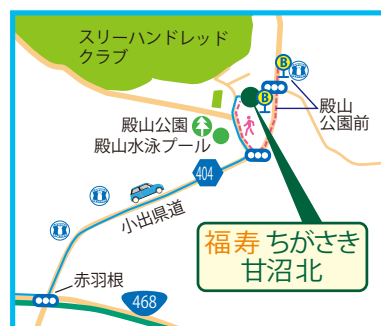 スリーハンドレッド
クラブ
B
B
殿山
公園前
殿山公園
殿山水泳プール
404
小出県道
福寿 ちがさき
甘沼北
赤羽根
468